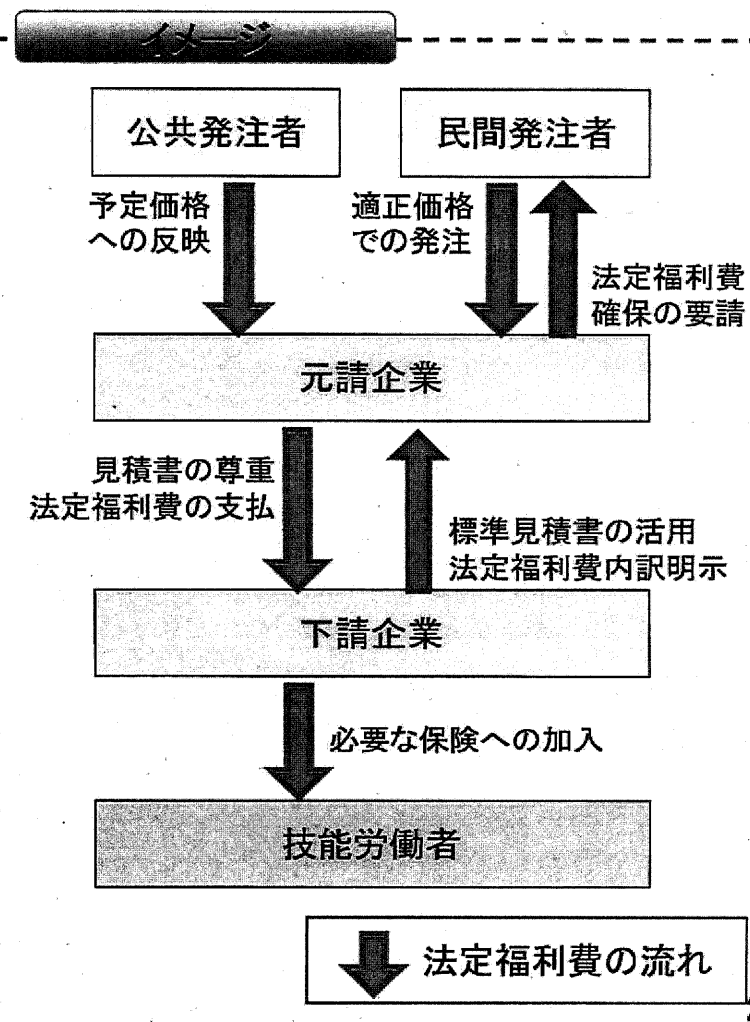 イメージ
公共発注者
民間発注者
予定価格
への反映
適正価格
での発注
法定福利費
確保の要請
元請企業
見積書の尊重
法定福利費の支払
標準見積書の活用
法定福利費内訳明示
下請企業
必要な保険への加入
技能労働者
法定福利費の流れ